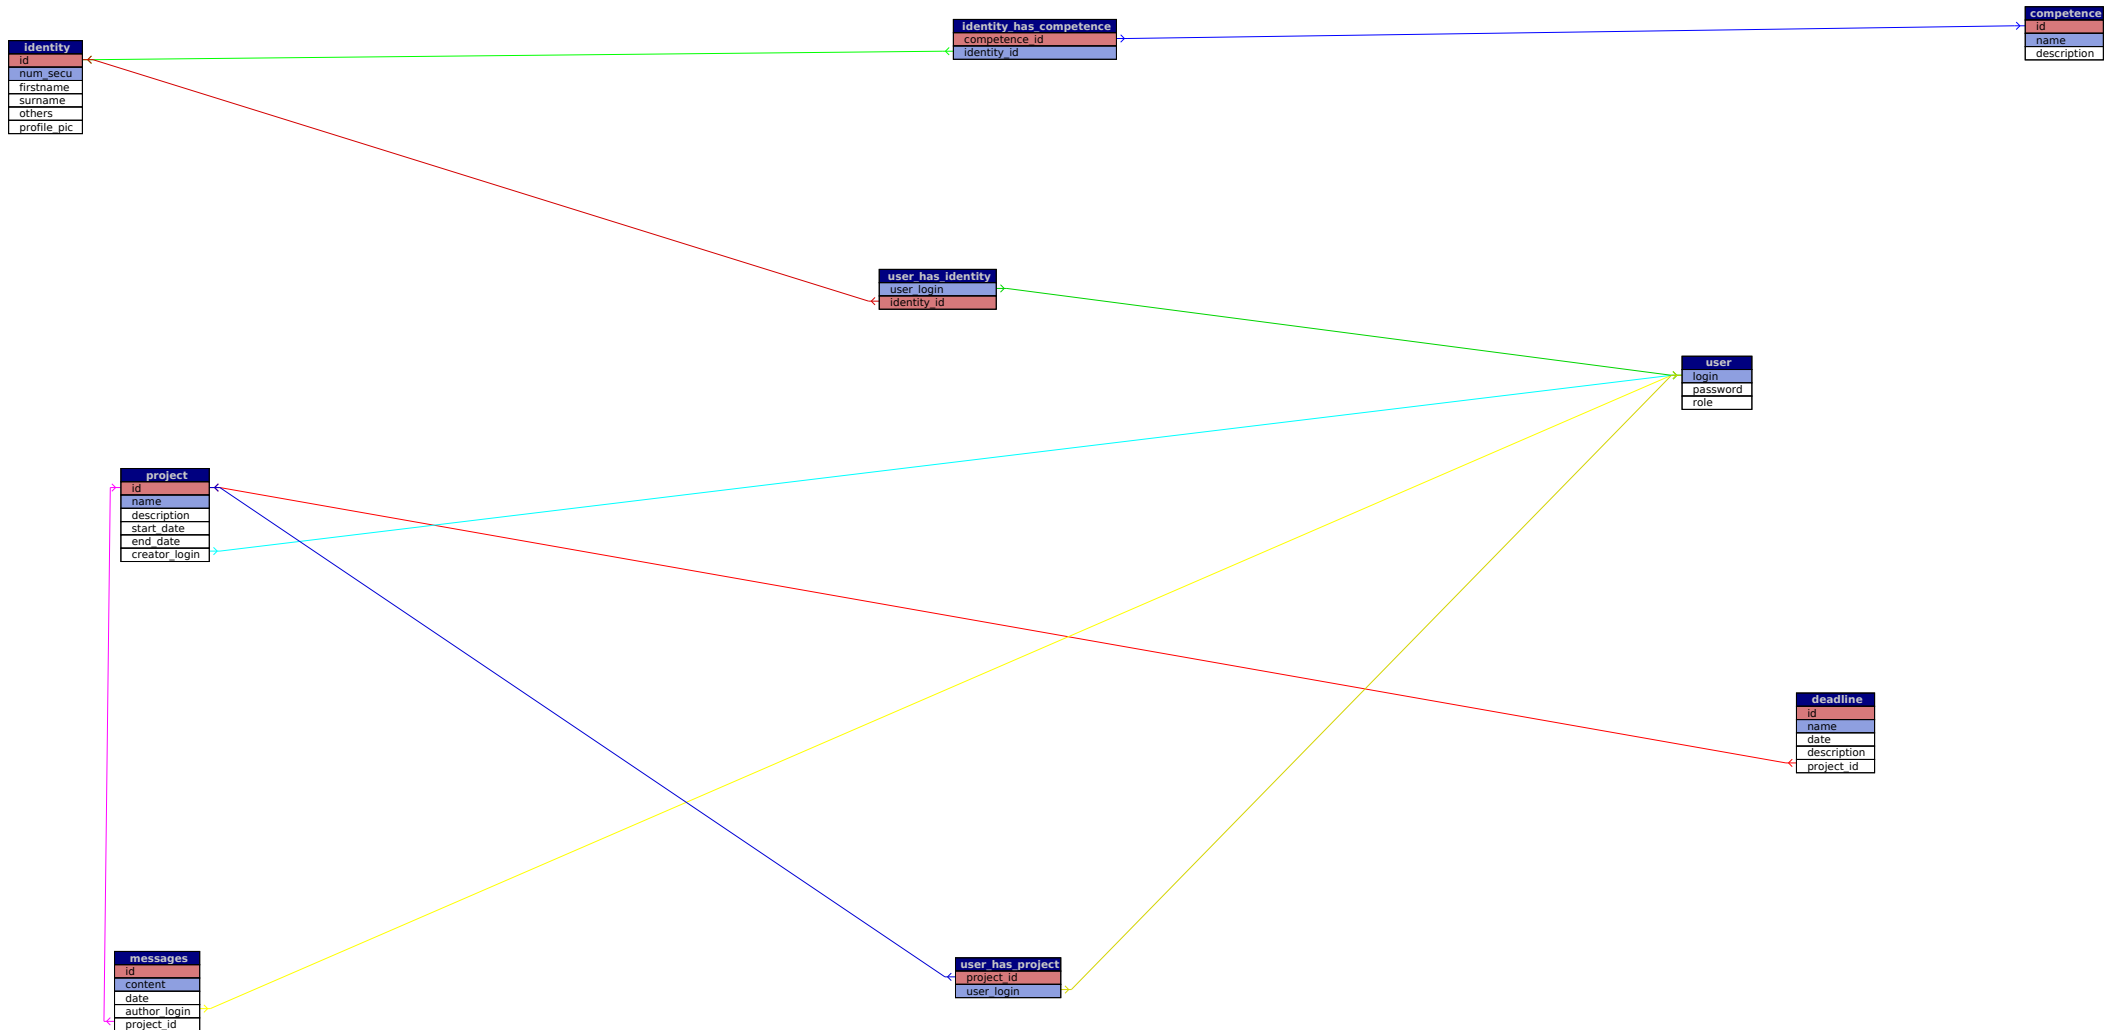 identity
id
num_secu
firstname
surname
others
profile_pic
identity_has_competence
competence_id
identity_id
competence
id
name
description
user_has_identity
user_login
identity_id
user
login
password
role
project
id
name
description
start_date
end_date
creator_login
deadline
id
name
date
description
project_id
messages
id
content
date
author_login
project_id
user_has_project
project_id
user_login